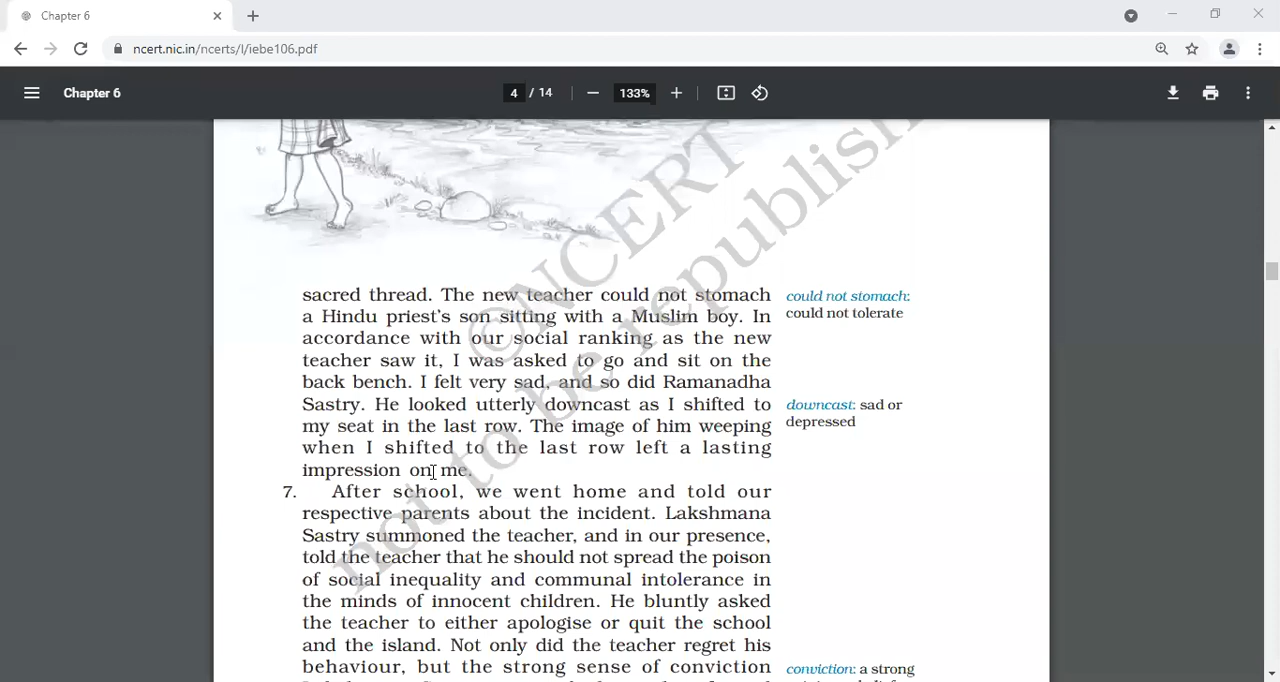 Chapter 6
ncert.nic.in/ncerts/l/iebe106.pdf
Chapter 6
4 / 14
133%
©NCERT
not to be republish
sacred thread. The new teacher could not stomach
a Hindu priest's son sitting with a Muslim boy. In
accordance with our social ranking as the new
teacher saw it, I was asked to go and sit on the
back bench. I felt very sad, and so did Ramanadha
Sastry. He looked utterly downcast as I shifted to
my seat in the last row. The image of him weeping
when I shifted to the last row left a lasting
impression on me.
could not stomach:
could not tolerate
downcast: sad or
depressed
7. After school, we went home and told our
respective parents about the incident. Lakshmana
Sastry summoned the teacher, and in our presence,
told the teacher that he should not spread the poison
of social inequality and communal intolerance in
the minds of innocent children. He bluntly asked
the teacher to either apologise or quit the school
and the island. Not only did the teacher regret his
behaviour, but the strong sense of conviction
conviction: a strong